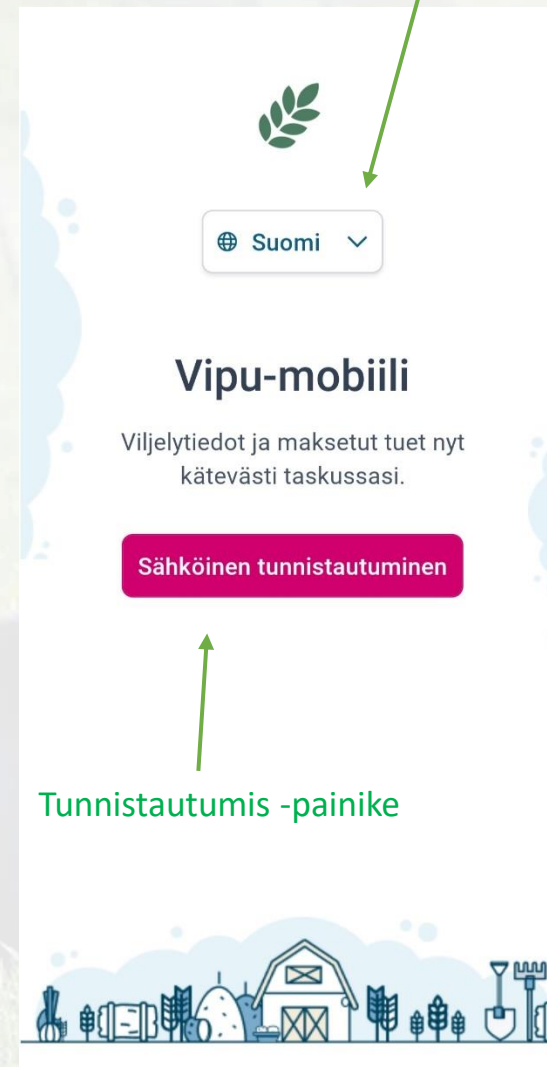 Suomi
Vipu-mobiili
Viljelytiedot ja maksetut tuet nyt
kätevästi taskussasi.
Sähköinen tunnistautuminen
Tunnistautumis -painike